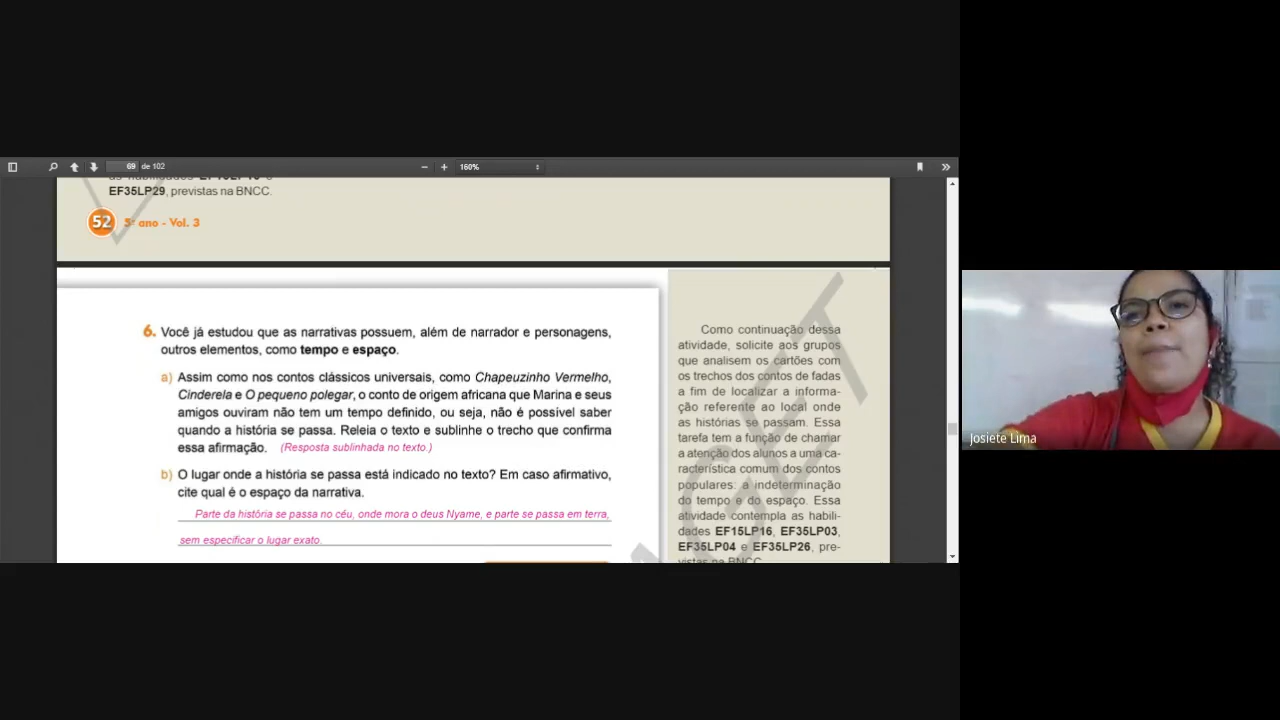 69 de 102
160%
EF35LP29, previstas na BNCC.
52 5º ano - Vol. 3
6. Você já estudou que as narrativas possuem, além de narrador e personagens,
outros elementos, como tempo e espaço.
a) Assim como nos contos clássicos universais, como Chapeuzinho Vermelho,
Cinderela e O pequeno polegar, o conto de origem africana que Marina e seus
amigos ouviram não tem um tempo definido, ou seja, não é possível saber
quando a história se passa. Releia o texto e sublinhe o trecho que confirma
essa afirmação. (Resposta sublinhada no texto.)
b) O lugar onde a história se passa está indicado no texto? Em caso afirmativo,
cite qual é o espaço da narrativa.
Parte da história se passa no céu, onde mora o deus Nyame, e parte se passa em terra,
sem especificar o lugar exato.
Como continuação dessa
atividade, solicite aos grupos
que analisem os cartões com
os trechos dos contos de fadas
a fim de localizar a informa-
ção referente ao local onde
as histórias se passam. Essa
tarefa tem a função de chamar
a atenção dos alunos a uma ca-
racterística comum dos contos
populares: a indeterminação
do tempo e do espaço. Essa
atividade contempla as habili-
dades EF15LP16, EF35LP03,
EF35LP04 e EF35LP26, pre-
vistas na BNCC.
Josiete Lima